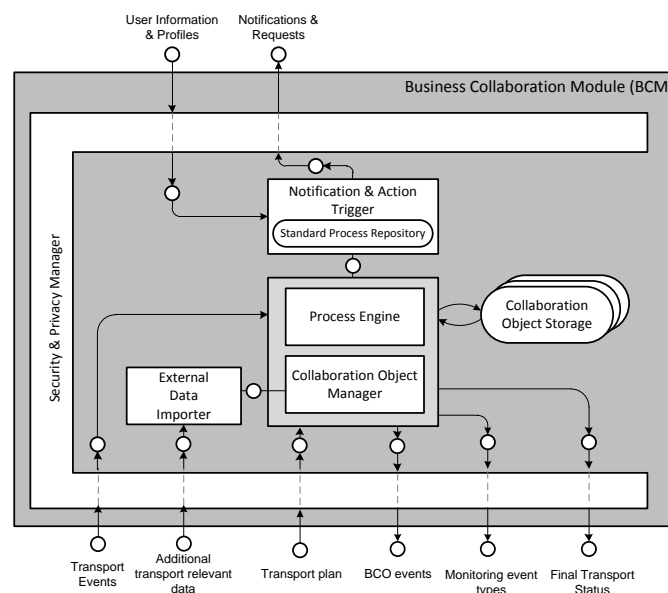 User Information
& Profiles
Notifications &
Requests
Business Collaboration Module (BCM
Security & Privacy Manager
Notification & Action
Trigger
Standard Process Repository
Process Engine
Collaboration
Object Storage
Collaboration Object
Manager
External
Data
Importer
Transport
Events
Additional
transport relevant
data
Transport plan
BCO events
Monitoring event
types
Final Transport
Status